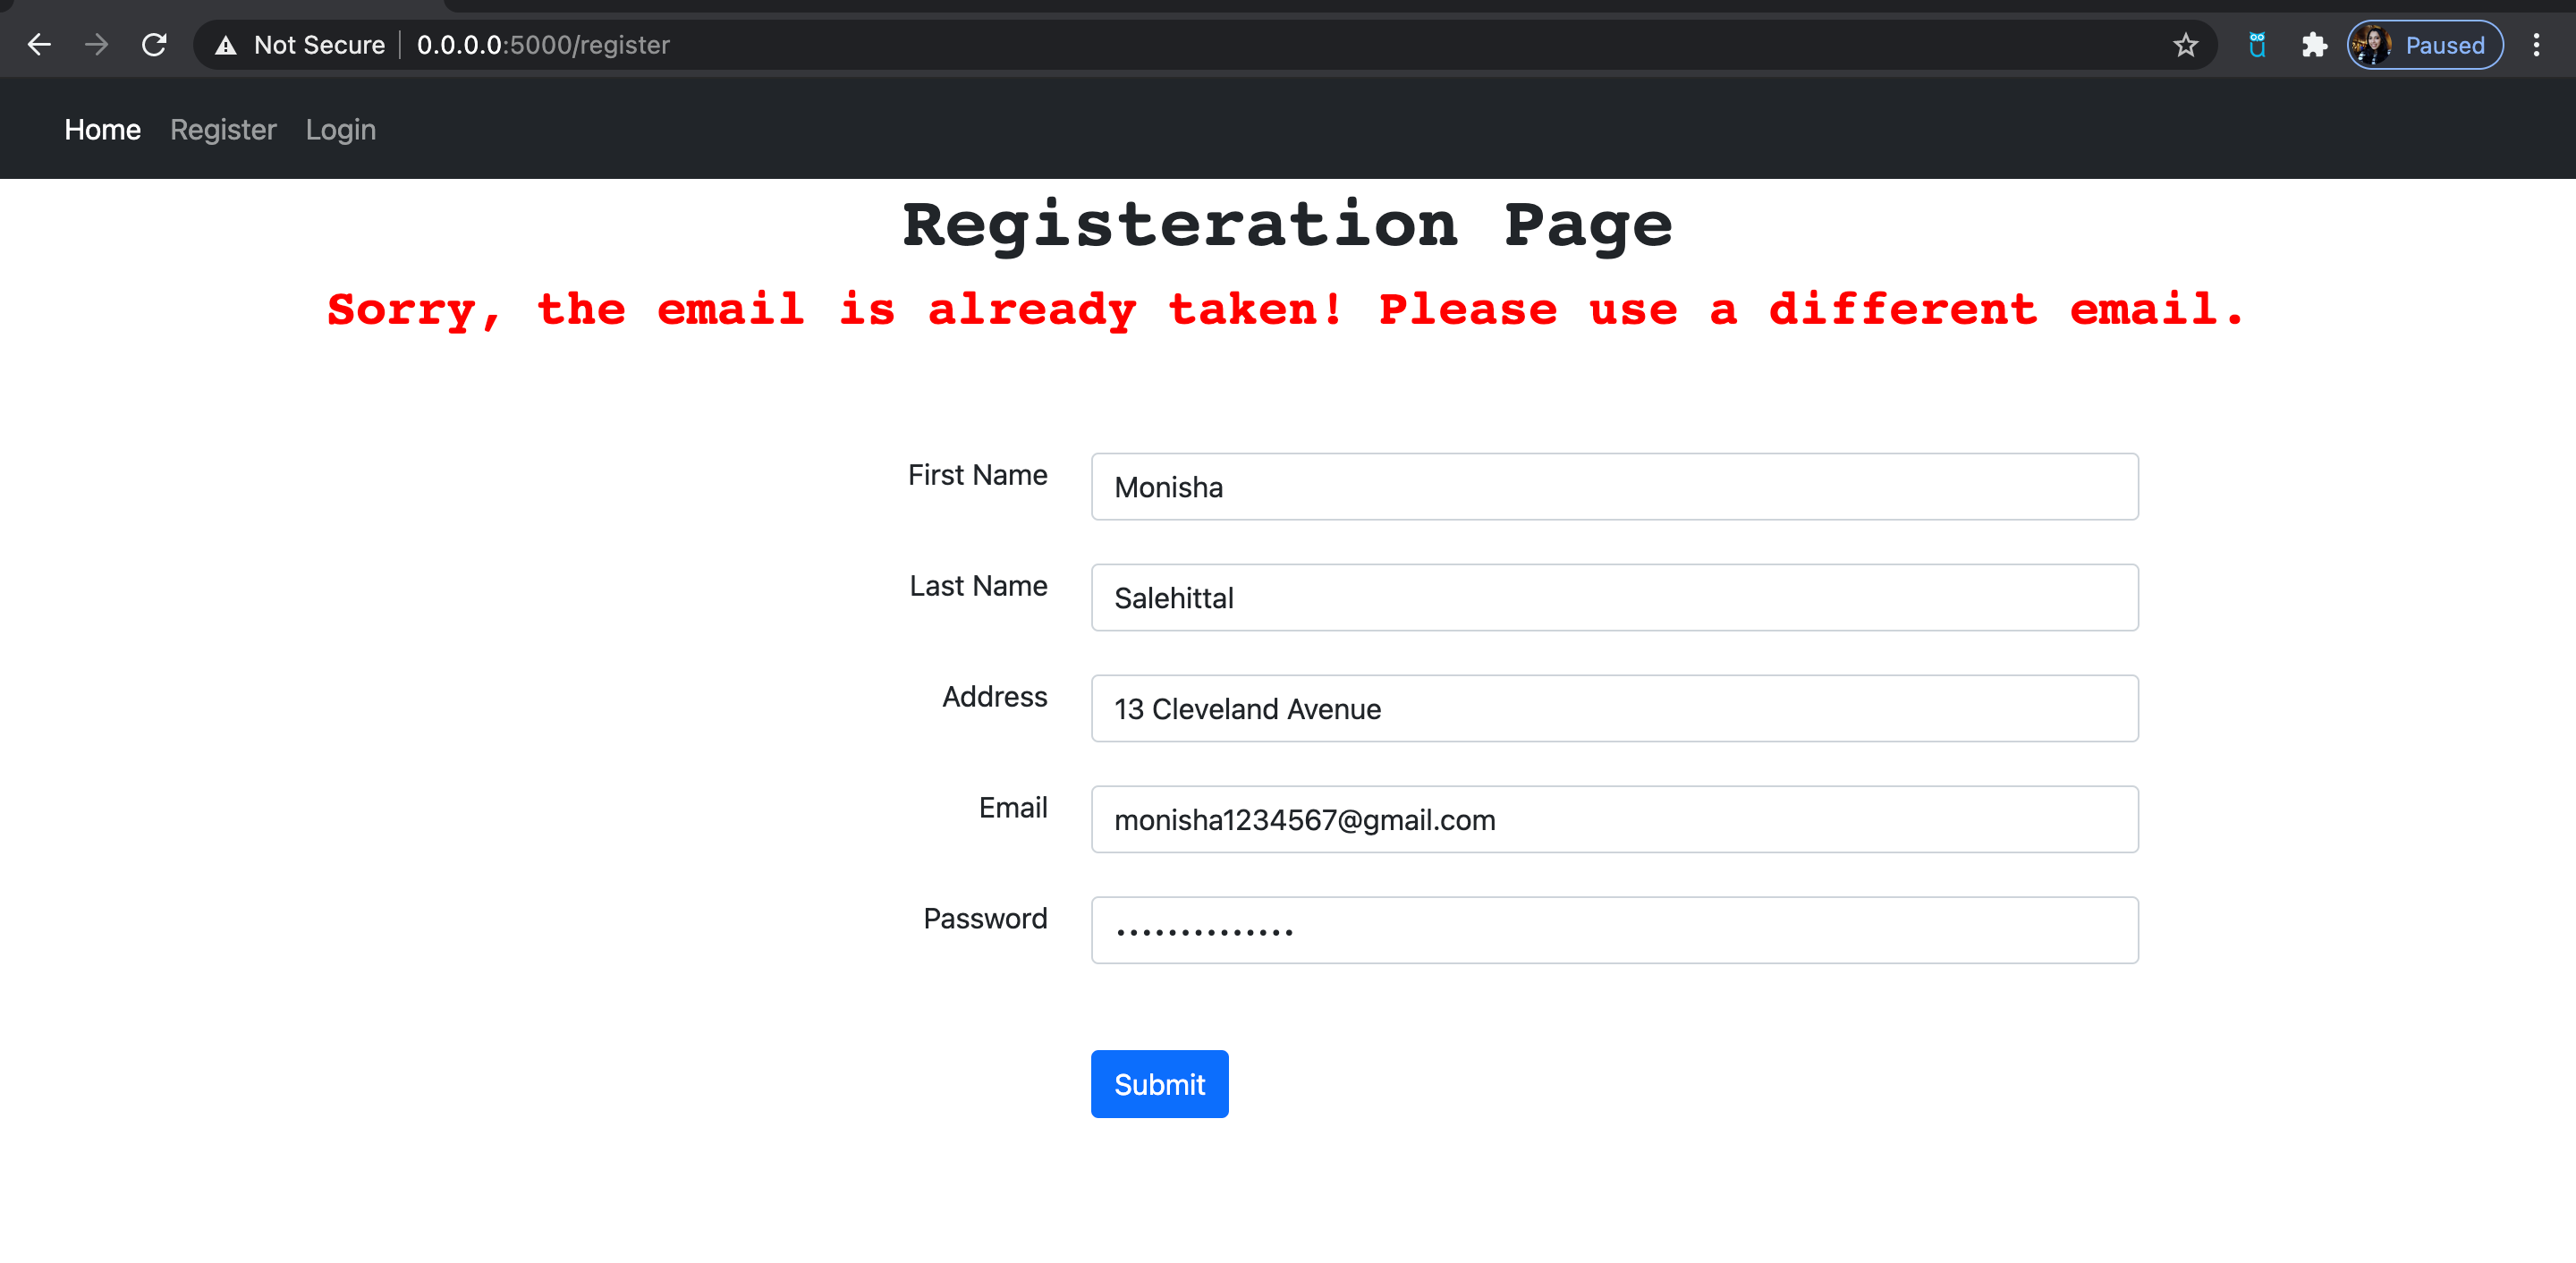 Not Secure 0.0.0.0:5000/register Paused
Home Register Login
Registeration Page
Sorry, the email is already taken! Please use a different email.
First Name Monisha
Last Name Salehittal
Address 13 Cleveland Avenue
Email monisha1234567@gmail.com
Password ··············
Submit